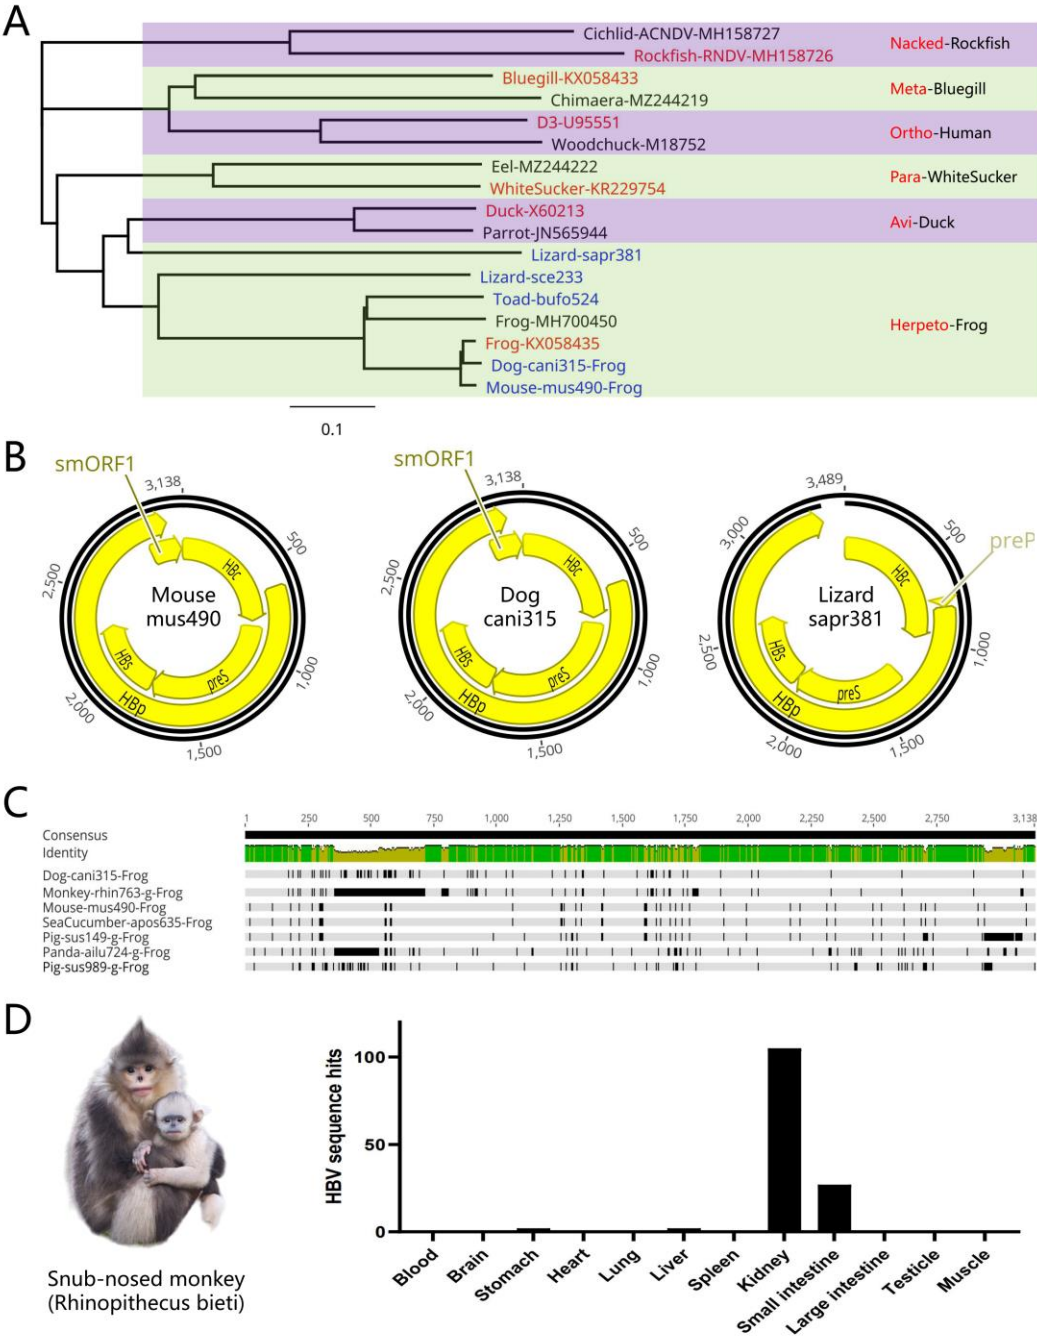 A
Cichlid-ACNDV-MH158727
Rockfish-RNDV-MH158726
Nacked-Rockfish
Bluegill-KX058433
Chimaera-MZ244219
Meta-Bluegill
D3-U95551
Woodchuck-M18752
Ortho-Human
Eel-MZ244222
WhiteSucker-KR229754
Para-WhiteSucker
Duck-X60213
Parrot-JN565944
Avi-Duck
Lizard-sapr381
Lizard-sce233
Toad-bufo524
Frog-MH700450
Frog-KX058435
Dog-cani315-Frog
Mouse-mus490-Frog
Herpeto-Frog
0.1
B
smORF1
3,138
500
1,000
1,500
2,000
2,500
HBc
preS
HBs
HBp
Mouse
mus490
smORF1
3,138
500
1,000
1,500
2,000
2,500
HBc
preS
HBs
HBp
Dog
cani315
3,489
500
preP
1,000
1,500
2,000
2,500
3,000
HBc
preS
HBs
HBp
Lizard
sapr381
C
1 250 500 750 1,000 1,250 1,500 1,750 2,000 2,250 2,500 2,750 3,138
Consensus
Identity
Dog-cani315-Frog
Monkey-rhin763-g-Frog
Mouse-mus490-Frog
SeaCucumber-apos635-Frog
Pig-sus149-g-Frog
Panda-ailu724-g-Frog
Pig-sus989-g-Frog
D
Snub-nosed monkey
(Rhinopithecus bieti)
HBV sequence hits
100
50
0
Blood
Brain
Stomach
Heart
Lung
Liver
Spleen
Kidney
Small intestine
Large intestine
Testicle
Muscle